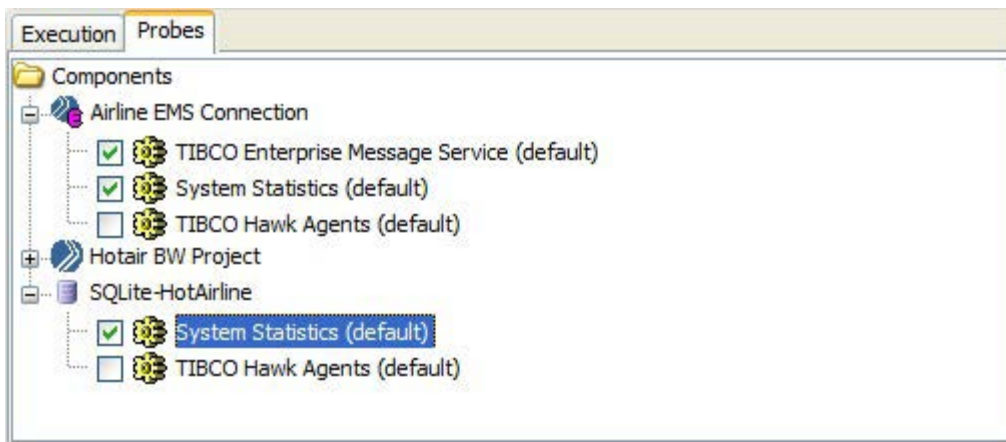 Execution Probes
Components
Airline EMS Connection
TIBCO Enterprise Message Service (default)
System Statistics (default)
TIBCO Hawk Agents (default)
Hotair BW Project
SQLite-HotAirline
System Statistics (default)
TIBCO Hawk Agents (default)